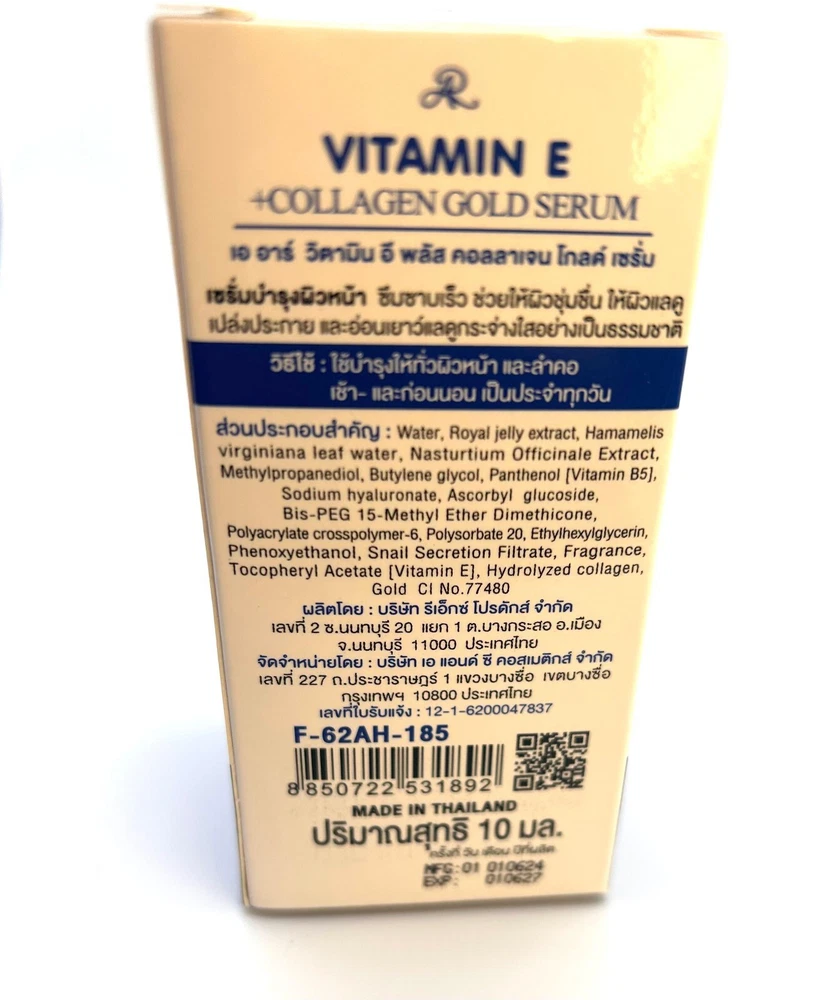 AR
VITAMIN E
+COLLAGEN GOLD SERUM
เอ อาร์ วิตามิน อี พลัส คอลลาเจน โกลด์ เซรั่ม
เซรั่มบำรุงผิวหน้า ซึมซาบเร็ว ช่วยให้ผิวชุ่มชื่น ให้ผิวแลดู
เปล่งประกาย และอ่อนเยาว์แลดูกระจ่างใสอย่างเป็นธรรมชาติ
วิธีใช้ : ใช้บำรุงให้ทั่วผิวหน้า และลำคอ
เช้า- และก่อนนอน เป็นประจำทุกวัน
ส่วนประกอบสำคัญ : Water, Royal jelly extract, Hamamelis
virginiana leaf water, Nasturtium Officinale Extract,
Methylpropanediol, Butylene glycol, Panthenol [Vitamin B5],
Sodium hyaluronate, Ascorbyl glucoside,
Bis-PEG 15-Methyl Ether Dimethicone,
Polyacrylate crosspolymer-6, Polysorbate 20, Ethylhexylglycerin,
Phenoxyethanol, Snail Secretion Filtrate, Fragrance,
Tocopheryl Acetate [Vitamin E], Hydrolyzed collagen,
Gold CI No.77480
ผลิตโดย : บริษัท รีเอ็กซ์ โปรดักส์ จำกัด
เลขที่ 2 ซ.นนทบุรี 20 แยก 1 ต.บางกระสอ อ.เมือง
จ.นนทบุรี 11000 ประเทศไทย
จัดจำหน่ายโดย : บริษัท เอ แอนด์ ซี คอสเมติกส์ จำกัด
เลขที่ 227 ถ.ประชาราษฎร์ 1 แขวงบางซื่อ เขตบางซื่อ
กรุงเทพฯ 10800 ประเทศไทย
เลขที่ใบรับแจ้ง : 12-1-6200047837
F-62AH-185
8 850722 531892
MADE IN THAILAND
ปริมาณสุทธิ 10 มล.
ครั้งที่ วัน เดือน ปีที่ผลิต
MFG:01 010624
EXP: 010627